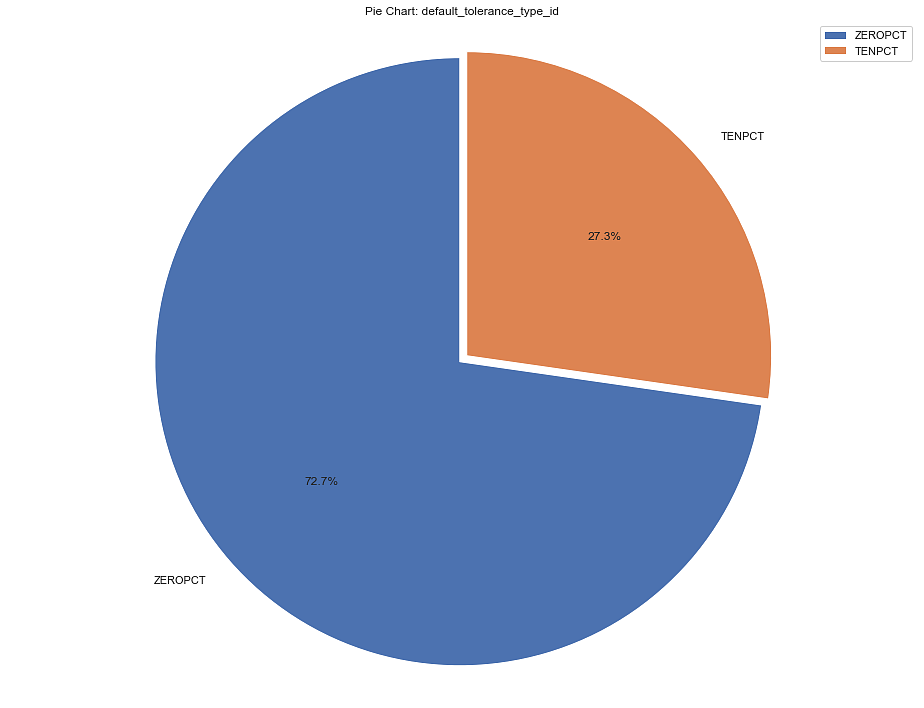 Pie Chart: default_tolerance_type_id
ZEROPCT
TENPCT
TENPCT
27.3%
72.7%
ZEROPCT